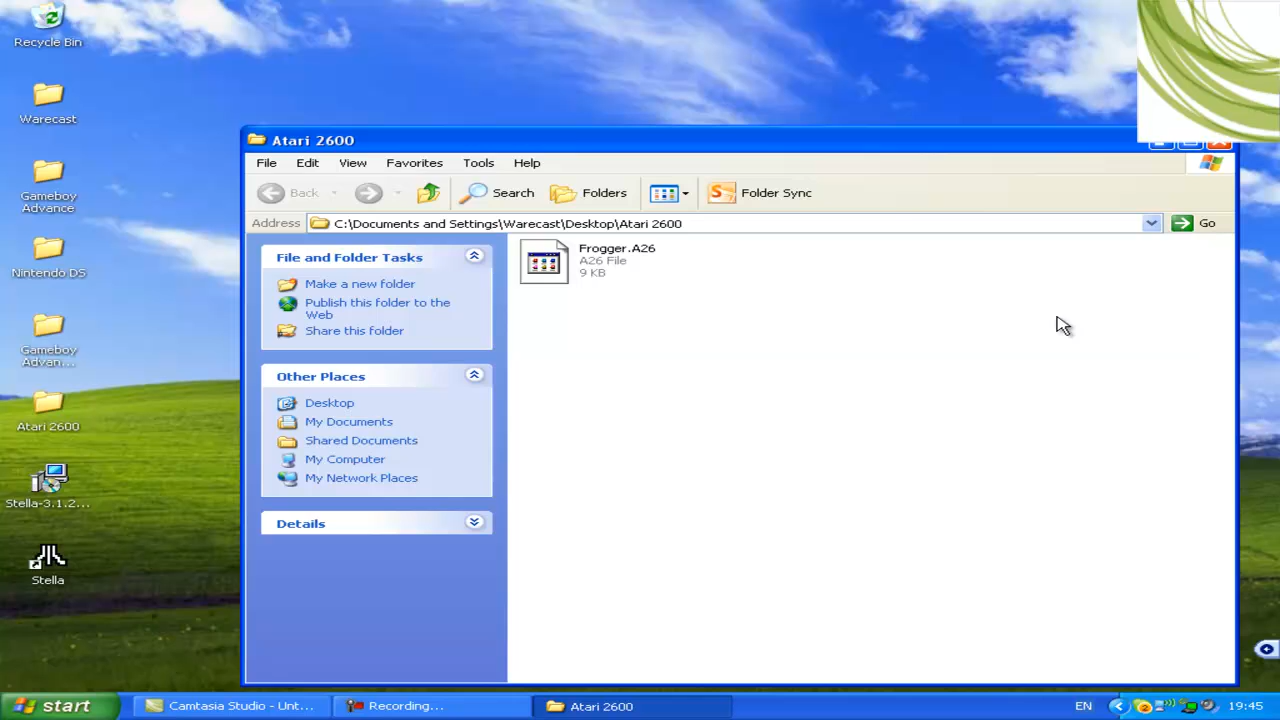 Recycle Bin
Warecast
Gameboy
Advance
Nintendo DS
Gameboy
Advan...
Atari 2600
Stella-3.1.2...
Stella
Atari 2600
File Edit View Favorites Tools Help
Back Search Folders Folder Sync
Address C:\Documents and Settings\Warecast\Desktop\Atari 2600 Go
File and Folder Tasks
Make a new folder
Publish this folder to the
Web
Share this folder
Other Places
Desktop
My Documents
Shared Documents
My Computer
My Network Places
Details
Frogger.A26
A26 File
9 KB
start Camtasia Studio - Unt... Recording... Atari 2600 EN 19:45